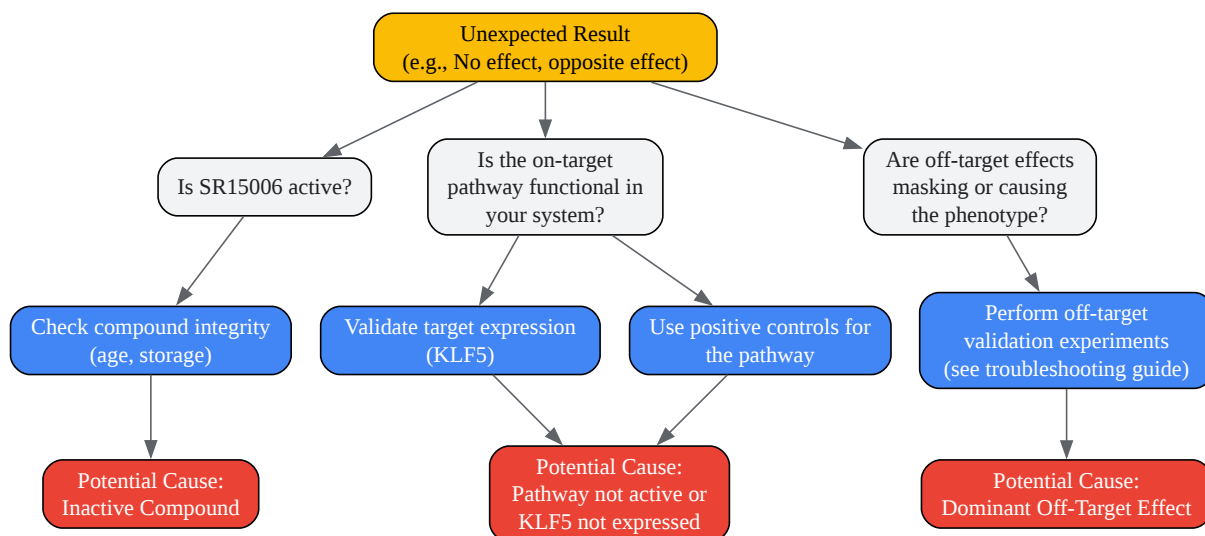 Unexpected Result
(e.g., No effect, opposite effect)
Is SR15006 active?
Is the on-target
pathway functional in
your system?
Are off-target effects
masking or causing
the phenotype?
Check compound integrity
(age, storage)
Validate target expression
(KLF5)
Use positive controls for
the pathway
Perform off-target
validation experiments
(see troubleshooting guide)
Potential Cause:
Inactive Compound
Potential Cause:
Pathway not active or
KLF5 not expressed
Potential Cause:
Dominant Off-Target Effect